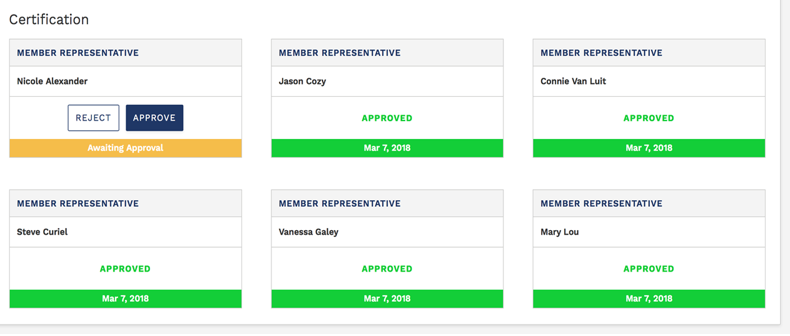 Certification
MEMBER REPRESENTATIVE
Nicole Alexander
REJECT
APPROVE
Awaiting Approval
MEMBER REPRESENTATIVE
Jason Cozy
APPROVED
Mar 7, 2018
MEMBER REPRESENTATIVE
Connie Van Luit
APPROVED
Mar 7, 2018
MEMBER REPRESENTATIVE
Steve Curiel
APPROVED
Mar 7, 2018
MEMBER REPRESENTATIVE
Vanessa Galey
APPROVED
Mar 7, 2018
MEMBER REPRESENTATIVE
Mary Lou
APPROVED
Mar 7, 2018